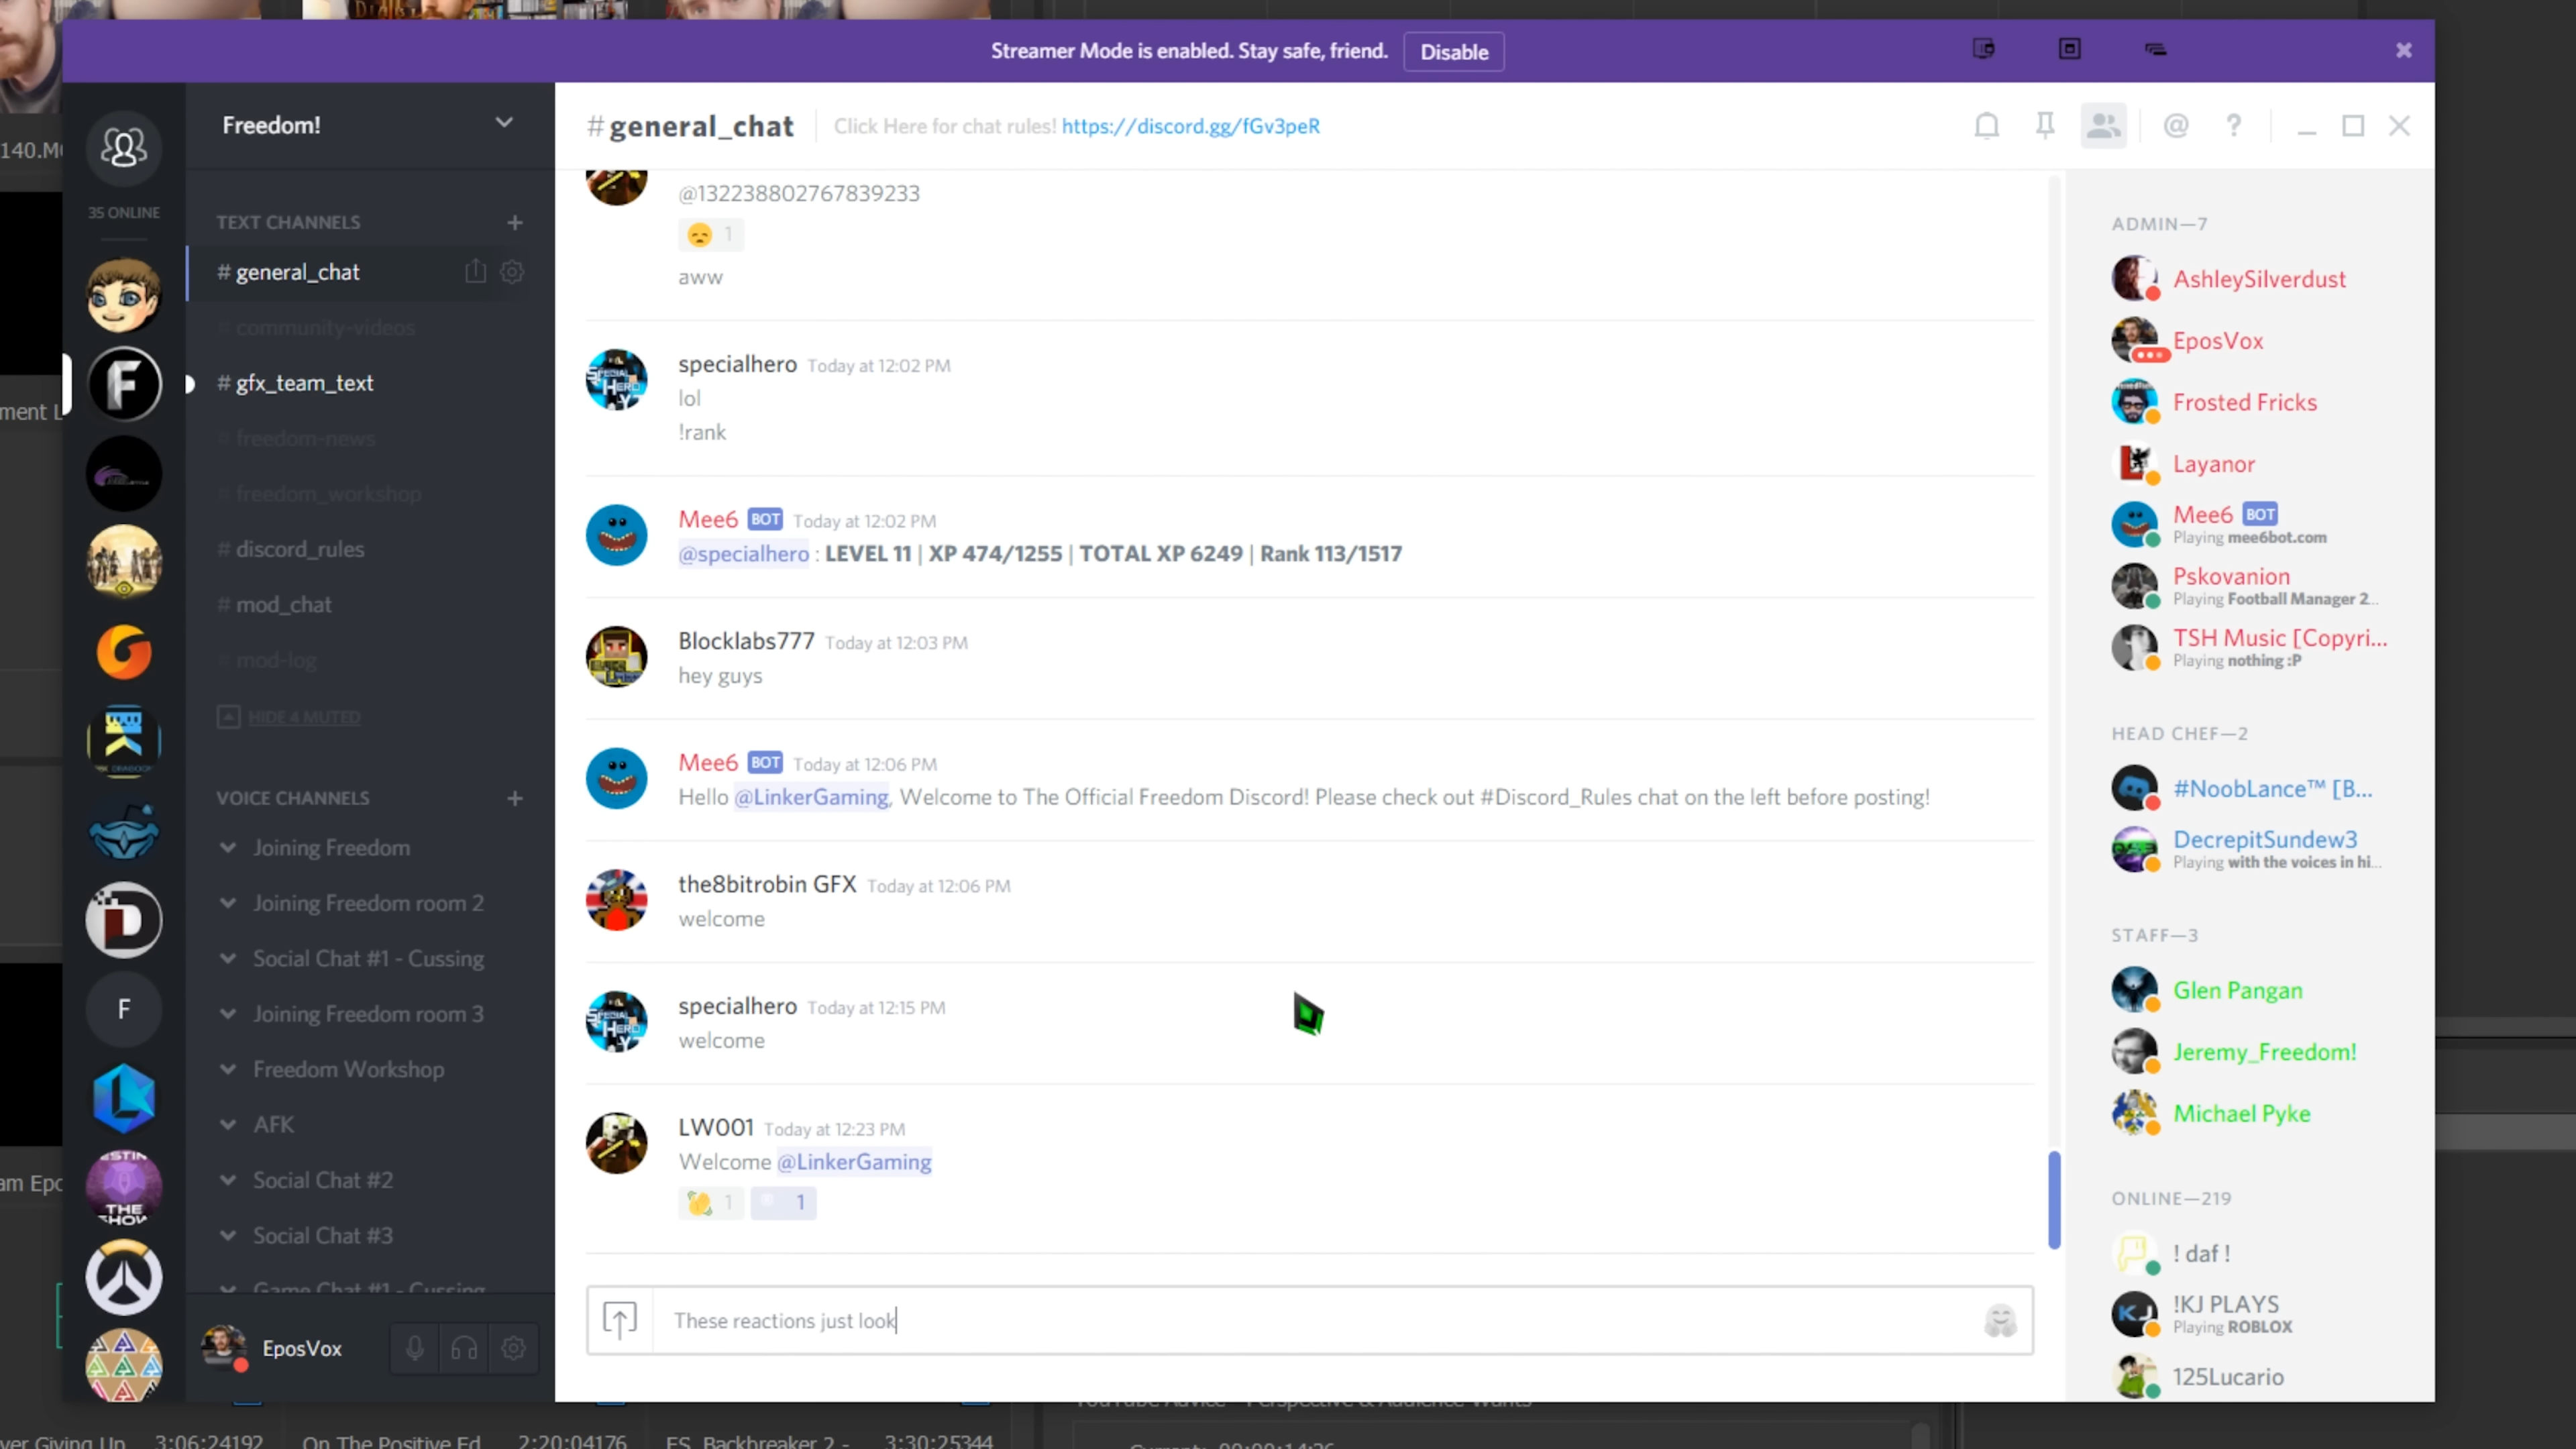 Streamer Mode is enabled. Stay safe, friend. Disable
140.M
ment L
am Epo
35 ONLINE
F
Freedom!
TEXT CHANNELS
# general_chat
# community-videos
# gfx_team_text
# freedom-news
# freedom_workshop
# discord_rules
# mod_chat
# mod-log
HIDE 4 MUTED
VOICE CHANNELS
Joining Freedom
Joining Freedom room 2
Social Chat #1 - Cussing
Joining Freedom room 3
Freedom Workshop
AFK
Social Chat #2
Social Chat #3
Game Chat #1 - Cussing
EposVox
# general_chat Click Here for chat rules! https://discord.gg/fGv3peR
@132238802767839233
1
aww
specialhero Today at 12:02 PM
lol
!rank
Mee6 BOT Today at 12:02 PM
@specialhero : LEVEL 11 | XP 474/1255 | TOTAL XP 6249 | Rank 113/1517
Blocklabs777 Today at 12:03 PM
hey guys
Mee6 BOT Today at 12:06 PM
Hello @LinkerGaming, Welcome to The Official Freedom Discord! Please check out #Discord_Rules chat on the left before posting!
the8bitrobin GFX Today at 12:06 PM
welcome
specialhero Today at 12:15 PM
welcome
LW001 Today at 12:23 PM
Welcome @LinkerGaming
1 1
These reactions just look
ADMIN—7
AshleySilverdust
EposVox
Frosted Fricks
Layanor
Mee6 BOT
Playing mee6bot.com
Pskovanion
Playing Football Manager 2...
TSH Music [Copyri...
Playing nothing :P
HEAD CHEF—2
#NoobLance™ [B...
DecrepitSundew3
Playing with the voices in hi...
STAFF—3
Glen Pangan
Jeremy_Freedom!
Michael Pyke
ONLINE—219
! daf !
!KJ PLAYS
Playing ROBLOX
125Lucario
ver Giving Up 3:06:24192 On The Positive Ed 2:20:04176 ES_Backbreaker 2 - 3:30:25344